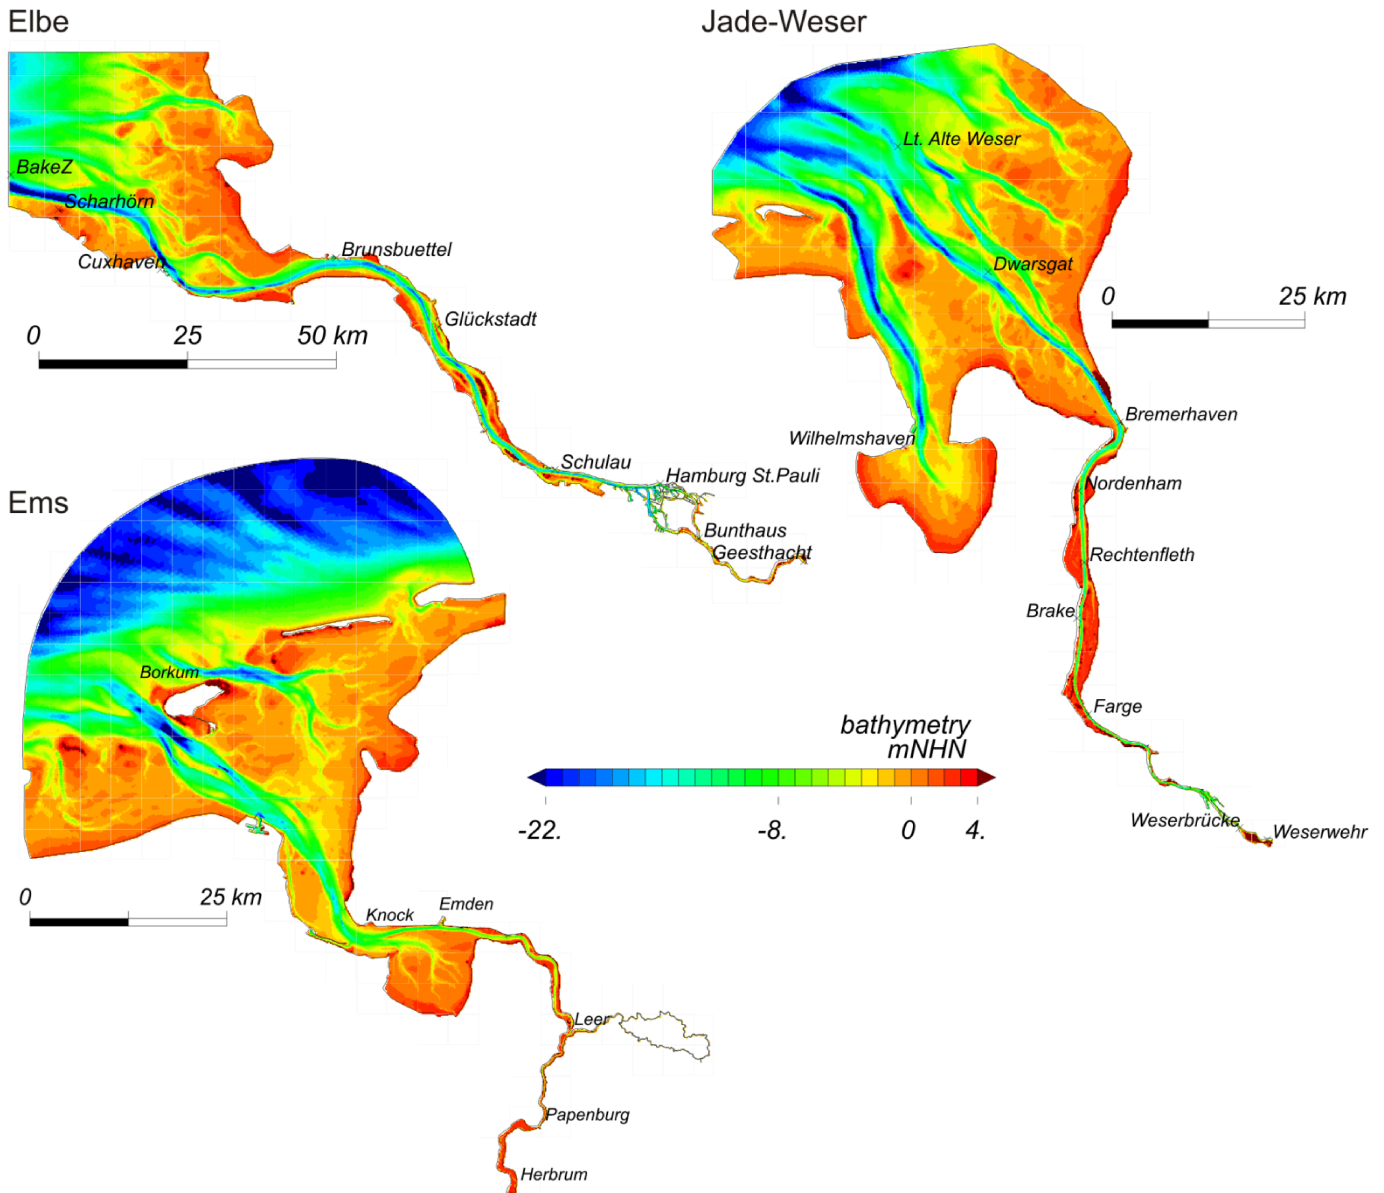 Elbe
BakeZ
Scharhörn
Cuxhaven
Brunsbuettel
Glückstadt
0 25 50 km
Schulau
Hamburg St.Pauli
Bunthaus
Geesthacht
Jade-Weser
Lt. Alte Weser
Dwarsgat
0 25 km
Bremerhaven
Wilhelmshaven
Nordenham
Rechtenfleth
Brake
Farge
Weserbrücke
Weserwehr
Ems
Borkum
bathymetry
mNHN
-22. -8. 0 4.
0 25 km
Knock
Emden
Leer
Papenburg
Herbrum